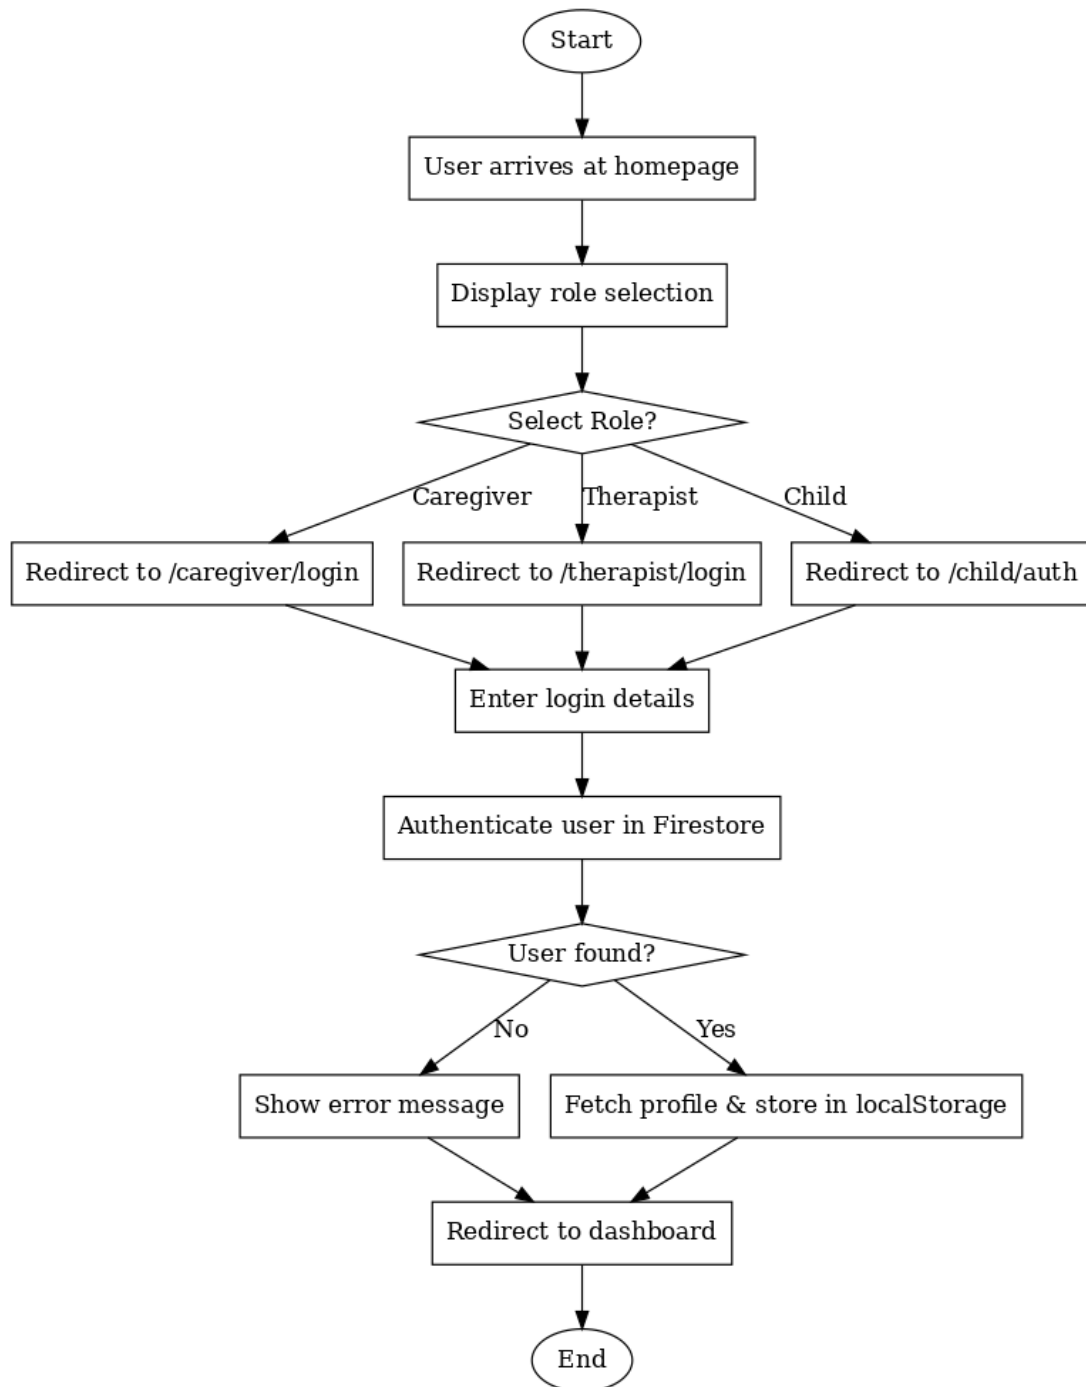 Start
User arrives at homepage
Display role selection
Select Role?
Caregiver
Therapist
Child
Redirect to /caregiver/login
Redirect to /therapist/login
Redirect to /child/auth
Enter login details
Authenticate user in Firestore
User found?
No
Yes
Show error message
Fetch profile & store in localStorage
Redirect to dashboard
End